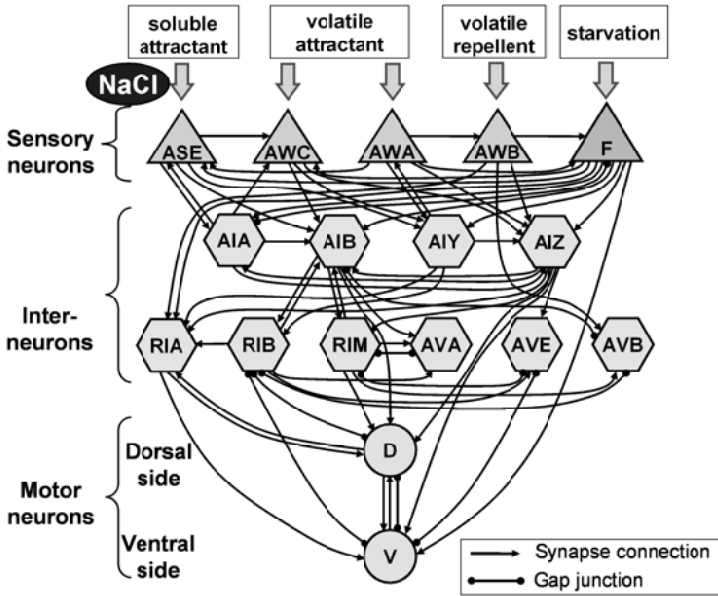 soluble
attractant
volatile
attractant
volatile
repellent
starvation
NaCl
Sensory
neurons
ASE
AWC
AWA
AWB
F
AIA
AIB
AIY
AIZ
Inter-
neurons
RIA
RIB
RIM
AVA
AVE
AVB
Dorsal
side
D
Motor
neurons
Ventral
side
V
Synapse connection
Gap junction